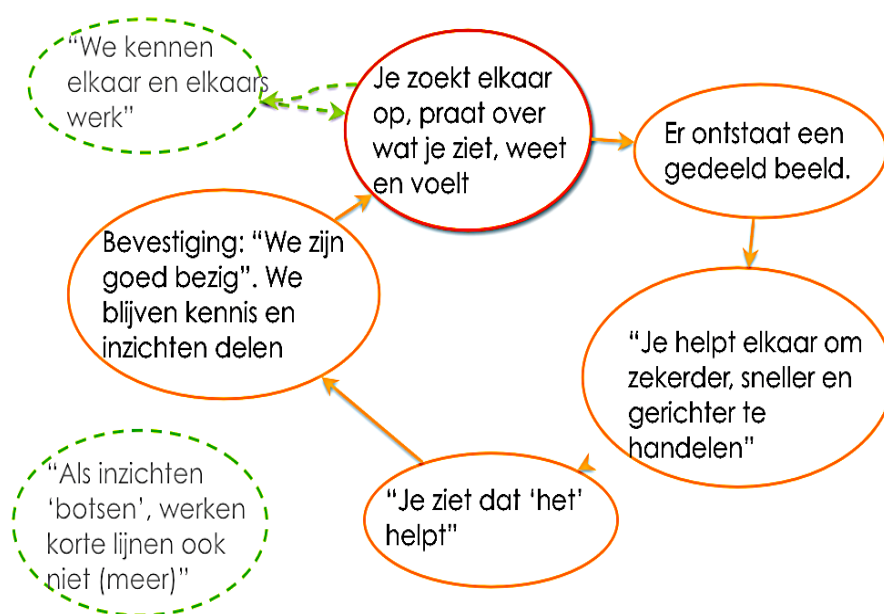 “We kennen
elkaar en elkaars
werk”
Je zoekt elkaar
op, praat over
wat je ziet, weet
en voelt
Er ontstaat een
gedeeld beeld.
“Je helpt elkaar om
zekerder, sneller en
gerichter te
handelen”
“Je ziet dat ‘het’
helpt”
Bevestiging: “We zijn
goed bezig”. We
blijven kennis en
inzichten delen
“Als inzichten
‘botsen’, werken
korte lijnen ook
niet (meer)”